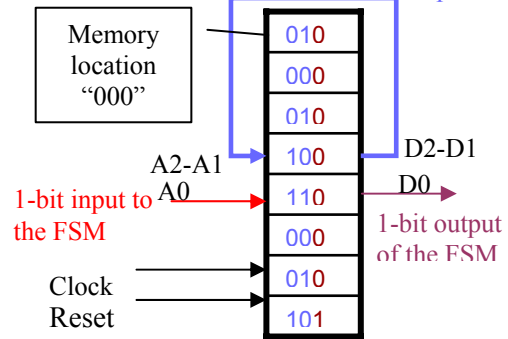 Memory
location
“000”
010
000
010
100
110
000
010
101
A2-A1
A0
1-bit input to
the FSM
Clock
Reset
D2-D1
D0
1-bit output
of the FSM